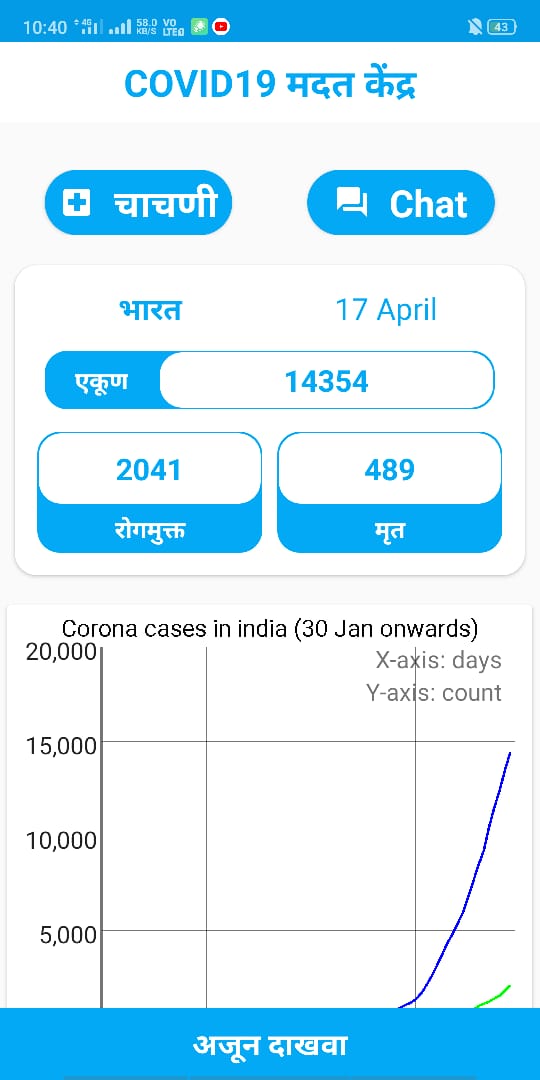 10:40 4G 58.0 KB/S VO LTE 43
COVID19 मदत केंद्र
चाचणी Chat
भारत 17 April
एकूण 14354
2041 489
रोगमुक्त मृत
Corona cases in india (30 Jan onwards)
20,000
X-axis: days
Y-axis: count
15,000
10,000
5,000
अजून दाखवा